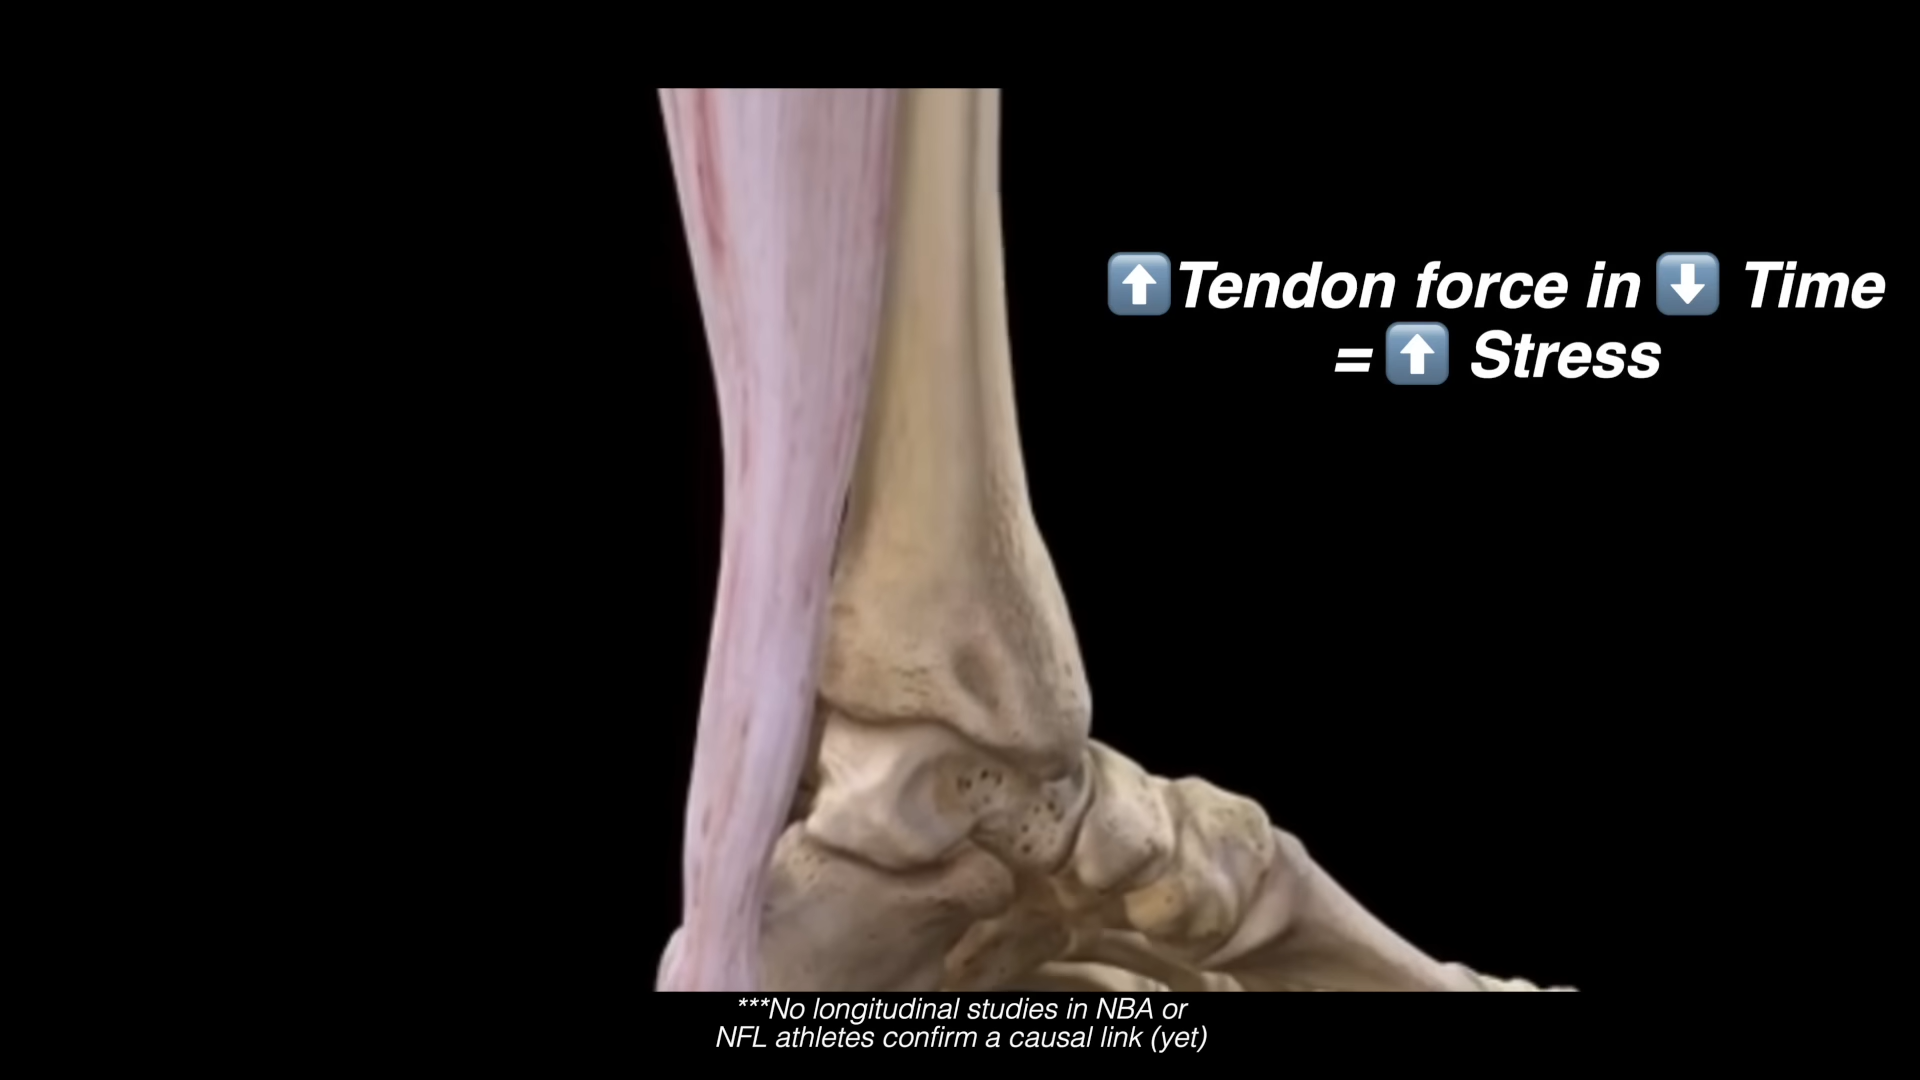 ⬆️Tendon force in⬇️ Time
=⬆️ Stress
***No longitudinal studies in NBA or
NFL athletes confirm a causal link (yet)